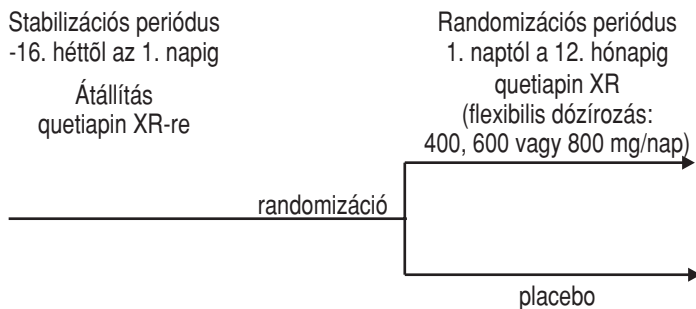 Stabilizációs periódus
-16. héttől az 1. napig
Átállítás
quetiapin XR-re
Randomizációs periódus
1. naptól a 12. hónapig
quetiapin XR
(flexibilis dózírozás:
400, 600 vagy 800 mg/nap)
randomizáció
placebo